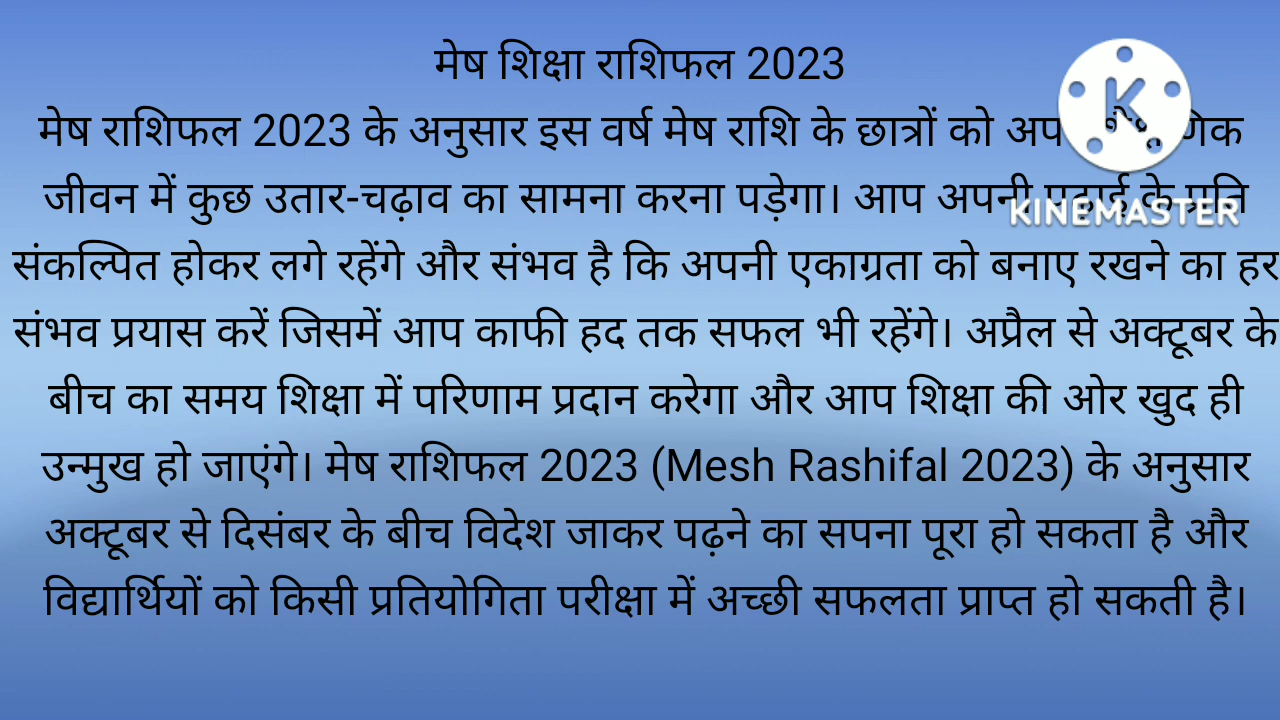 मेष शिक्षा राशिफल 2023
मेष राशिफल 2023 के अनुसार इस वर्ष मेष राशि के छात्रों को
जीवन में कुछ उतार-चढ़ाव का सामना करना पड़ेगा। आप अपनी पढ़ाई के प्रति
संकल्पित होकर लगे रहेंगे और संभव है कि अपनी एकाग्रता को बनाए रखने का हर
संभव प्रयास करें जिसमें आप काफी हद तक सफल भी रहेंगे। अप्रैल से अक्टूबर के
बीच का समय शिक्षा में परिणाम प्रदान करेगा और आप शिक्षा की ओर खुद ही
उन्मुख हो जाएंगे। मेष राशिफल 2023 (Mesh Rashifal 2023) के अनुसार
अक्टूबर से दिसंबर के बीच विदेश जाकर पढ़ने का सपना पूरा हो सकता है और
विद्यार्थियों को किसी प्रतियोगिता परीक्षा में अच्छी सफलता प्राप्त हो सकती है।
K
KINEMASTER